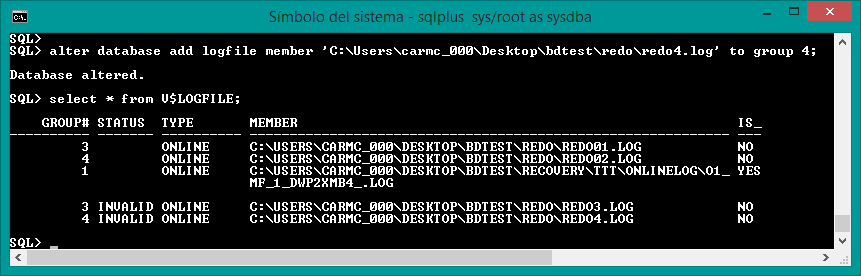 Símbolo del sistema - sqlplus sys/root as sysdba
SQL>
SQL> alter database add logfile member 'C:\Users\carmc_000\Desktop\bdtest\redo\redo4.log' to group 4;
Database altered.
SQL> select * from V$LOGFILE;
GROUP# STATUS TYPE MEMBER IS_
3 ONLINE C:\USERS\CARMC_000\DESKTOP\BDTEST\REDO\REDO01.LOG NO
4 ONLINE C:\USERS\CARMC_000\DESKTOP\BDTEST\REDO\REDO02.LOG NO
1 ONLINE C:\USERS\CARMC_000\DESKTOP\BDTEST\RECOVERY\TTT\ONLINELOG\O1_ YES
MF_1_DWP2XMB4_.LOG
3 INVALID ONLINE C:\USERS\CARMC_000\DESKTOP\BDTEST\REDO\REDO3.LOG NO
4 INVALID ONLINE C:\USERS\CARMC_000\DESKTOP\BDTEST\REDO\REDO4.LOG NO
SQL>